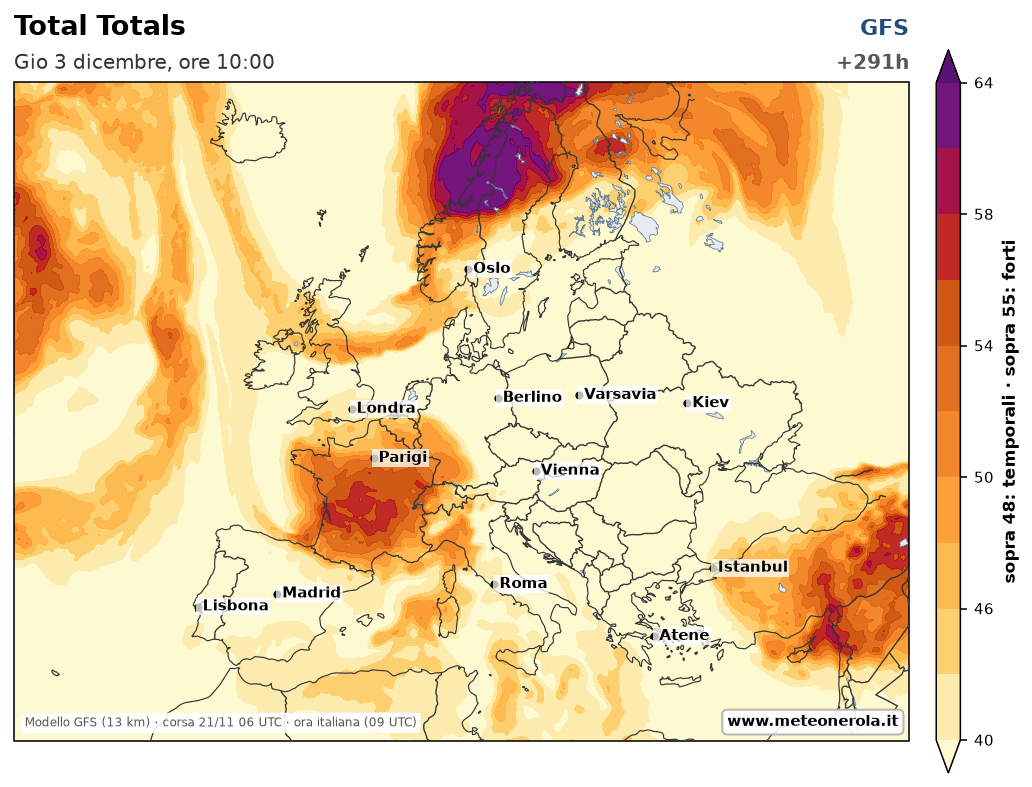 Total Totals
GFS
Gio 3 dicembre, ore 10:00
+291h
64
58
54
50
46
40
sopra 48: temporali · sopra 55: forti
Oslo
Londra
Berlino
Varsavia
Kiev
Parigi
Vienna
Istanbul
Roma
Madrid
Lisbona
Atene
Modello GFS (13 km) · corsa 21/11 06 UTC · ora italiana (09 UTC)
www.meteonerola.it